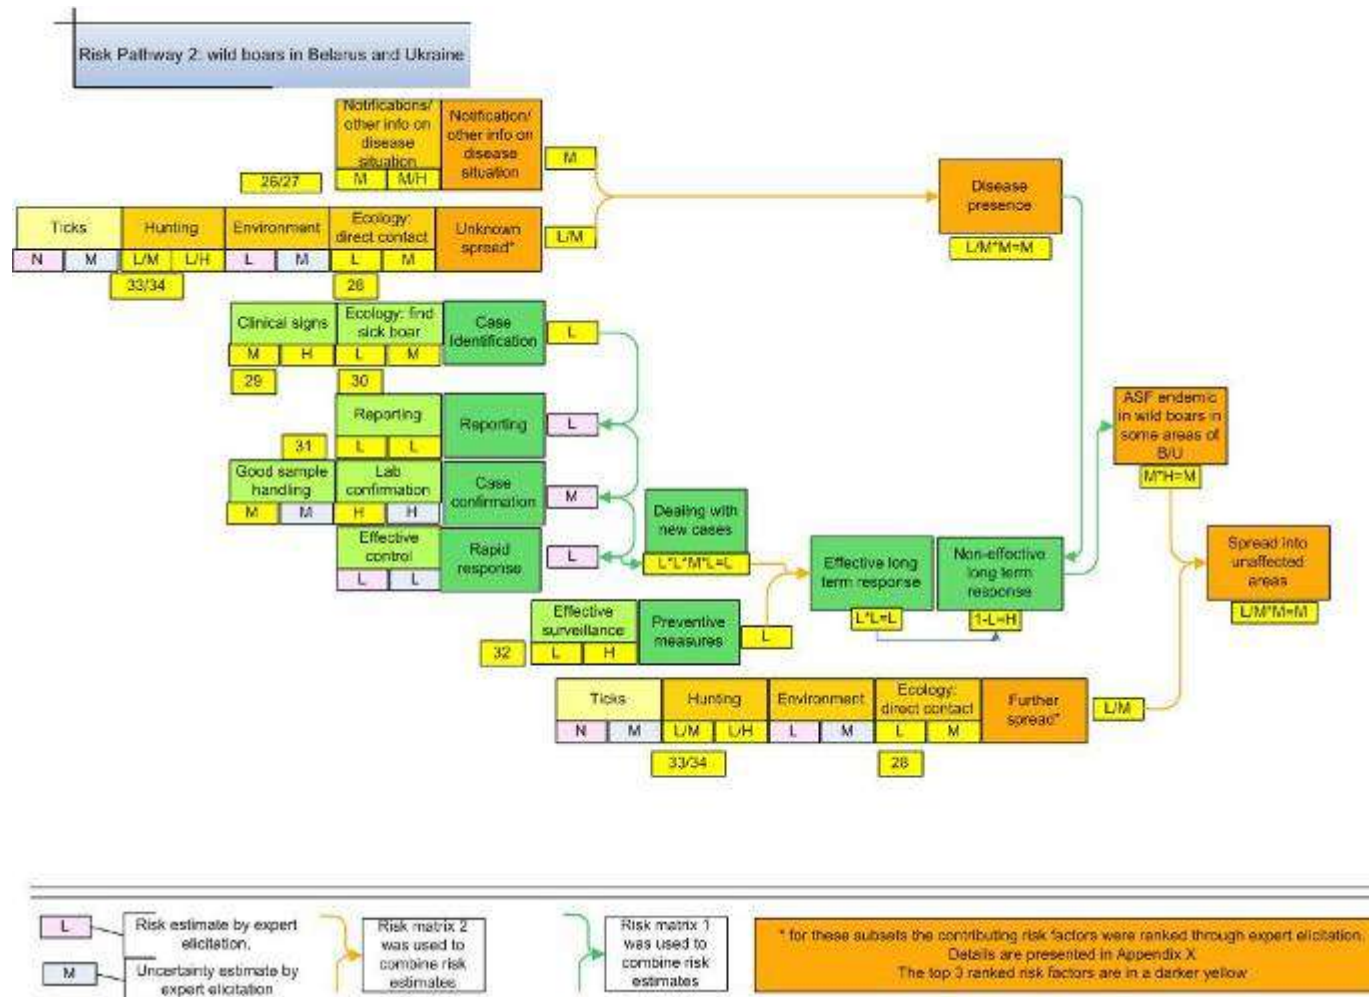 Risk Pathway 2: wild boars in Belarus and Ukraine
Notifications/
other info on
disease
situation
M M/H
Notification/
other info on
disease
situation
M
26/27
Disease
presence
L/M*M=M
Ticks
N M
Hunting
L/M L/H
Environment
L M
Ecology:
direct contact
L M
Unknown
spread*
L/M
33/34
28
Clinical signs
M H
Ecology: find
sick boar
L M
Case
Identification
L
29
30
Reporting
L L
Reporting
L
31
Good sample
handling
M M
Lab
confirmation
H H
Case
confirmation
M
Effective
control
L L
Rapid
response
L
Dealing with
new cases
L*L*M*L=L
Effective long
term response
L*L=L
Non-effective
long term
response
1-L=H
ASF endemic
in wild boars in
some areas of
B/U
M*H=M
Spread into
unaffected
areas
L/M*M=M
Effective
surveillance
L H
Preventive
measures
L
32
Ticks
N M
Hunting
L/M L/H
Environment
L M
Ecology:
direct contact
L M
Further
spread*
L/M
33/34
28
L
Risk estimate by expert
elicitation.
M
Uncertainty estimate by
expert elicitation
Risk matrix 2
was used to
combine risk
estimates
Risk matrix 1
was used to
combine risk
estimates
* for these subsets the contributing risk factors were ranked through expert elicitation.
Details are presented in Appendix X
The top 3 ranked risk factors are in a darker yellow